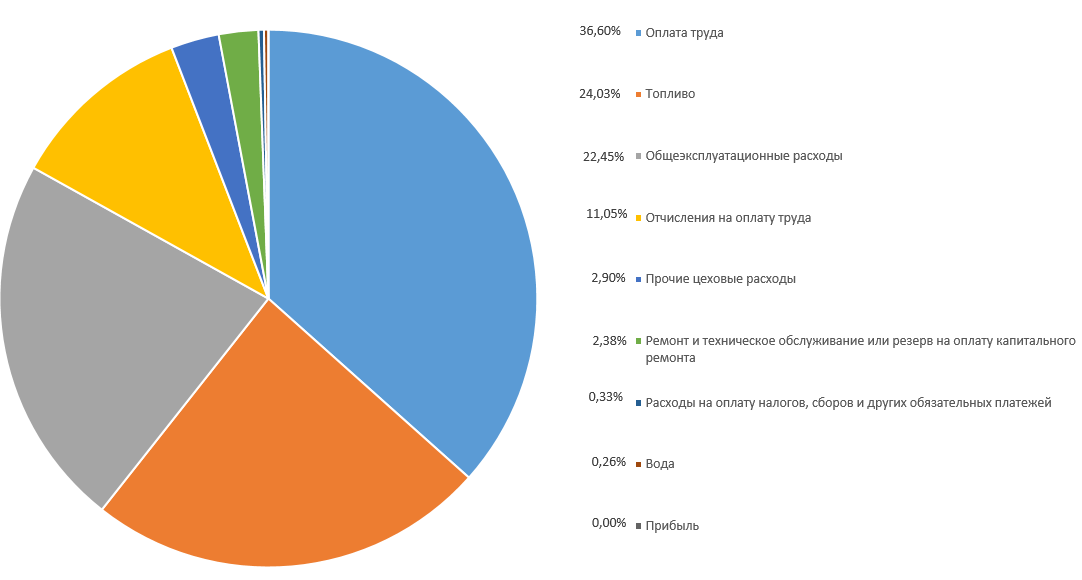 36,60% Оплата труда
24,03% Топливо
22,45% Общеэксплуатационные расходы
11,05% Отчисления на оплату труда
2,90% Прочие цеховые расходы
2,38% Ремонт и техническое обслуживание или резерв на оплату капитального
ремонта
0,33% Расходы на оплату налогов, сборов и других обязательных платежей
0,26% Вода
0,00% Прибыль